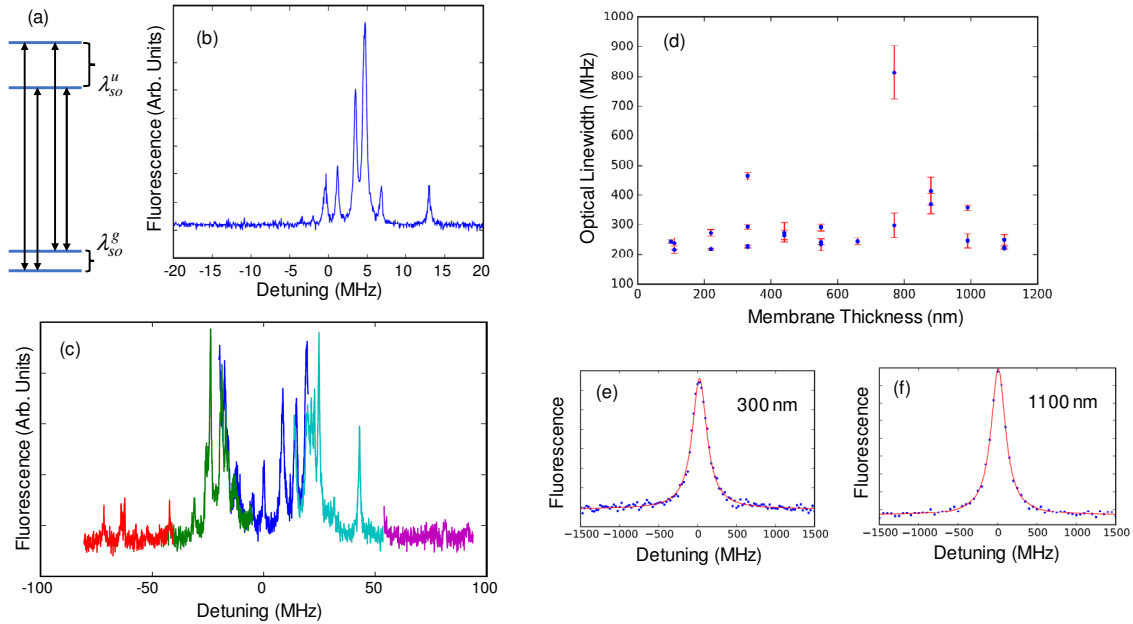 (a)
λ_so^u
λ_so^g
(b)
Fluorescence (Arb. Units)
-20 -15 -10 -5 0 5 10 15 20
Detuning (MHz)
(c)
Fluorescence (Arb. Units)
-100 -50 0 50 100
Detuning (MHz)
(d)
Optical Linewidth (MHz)
1000
900
800
700
600
500
400
300
200
100
0 200 400 600 800 1000 1200
Membrane Thickness (nm)
(e)
300 nm
Fluorescence
−1500 −1000 −500 0 500 1000 1500
Detuning (MHz)
(f)
1100 nm
Fluorescence
−1500 −1000 −500 0 500 1000 1500
Detuning (MHz)